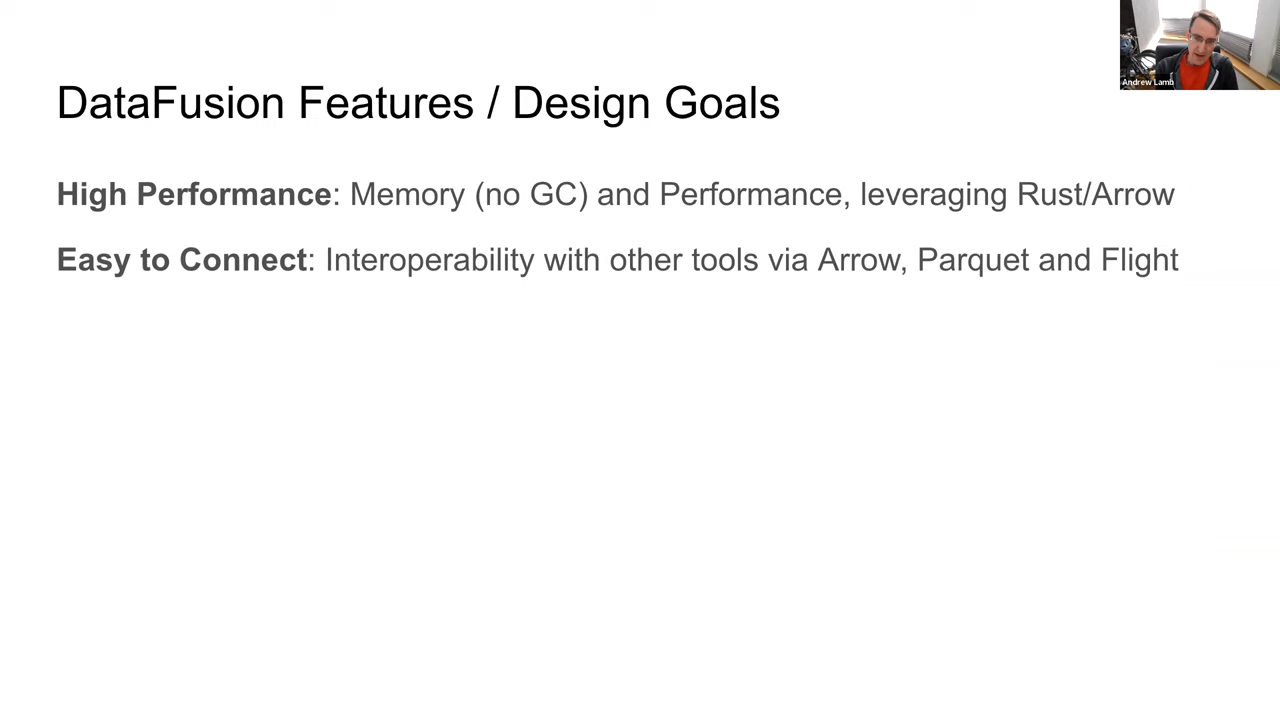 DataFusion Features / Design Goals
High Performance: Memory (no GC) and Performance, leveraging Rust/Arrow
Easy to Connect: Interoperability with other tools via Arrow, Parquet and Flight
Andrew Lamb